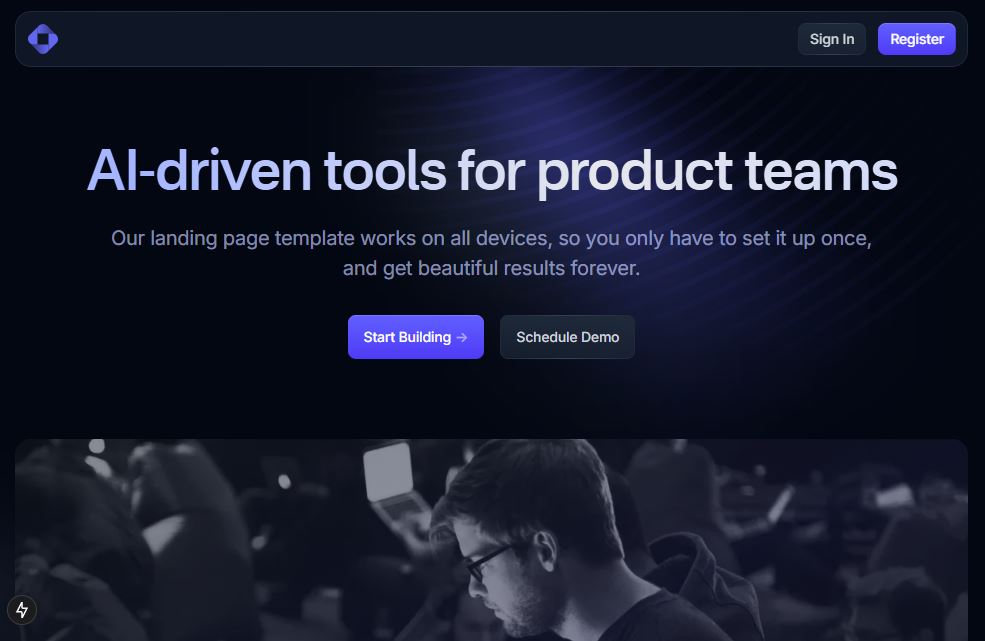 Sign In
Register
AI-driven tools for product teams
Our landing page template works on all devices, so you only have to set it up once,
and get beautiful results forever.
Start Building ->
Schedule Demo